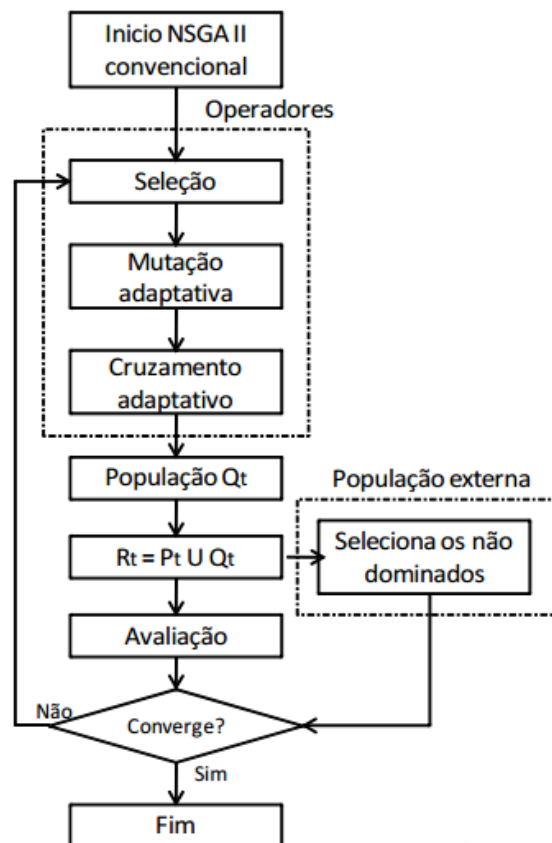 Inicio NSGA II
convencional
Operadores
Seleção
Mutação
adaptativa
Cruzamento
adaptativo
População Qt
População externa
Rt = Pt U Qt
Seleciona os não
dominados
Avaliação
Não
Converge?
Sim
Fim